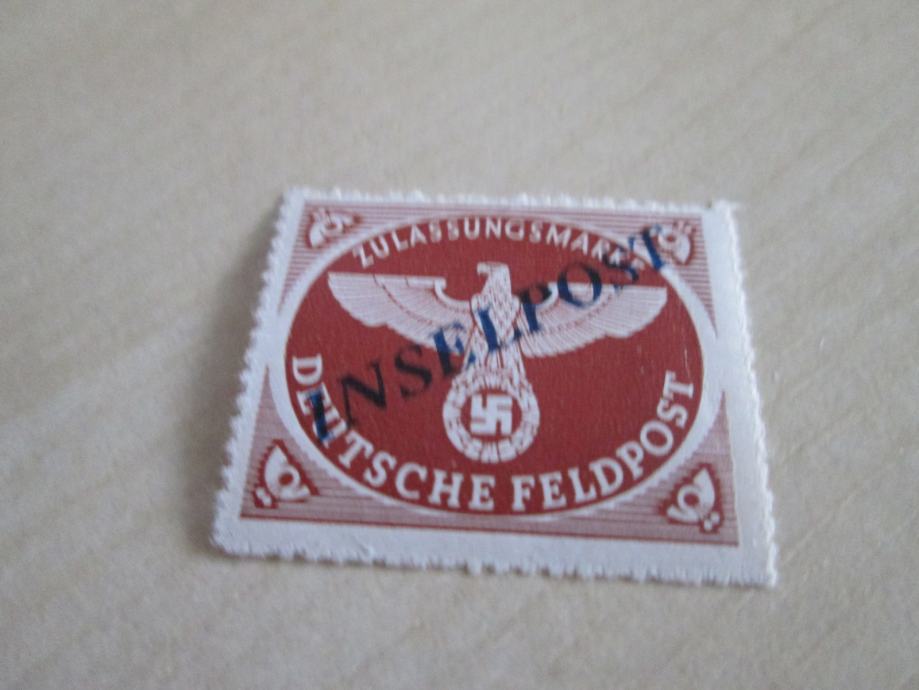 ZULASSUNGSMARKE
INSELPOST
DEUTSCHE FELDPOST